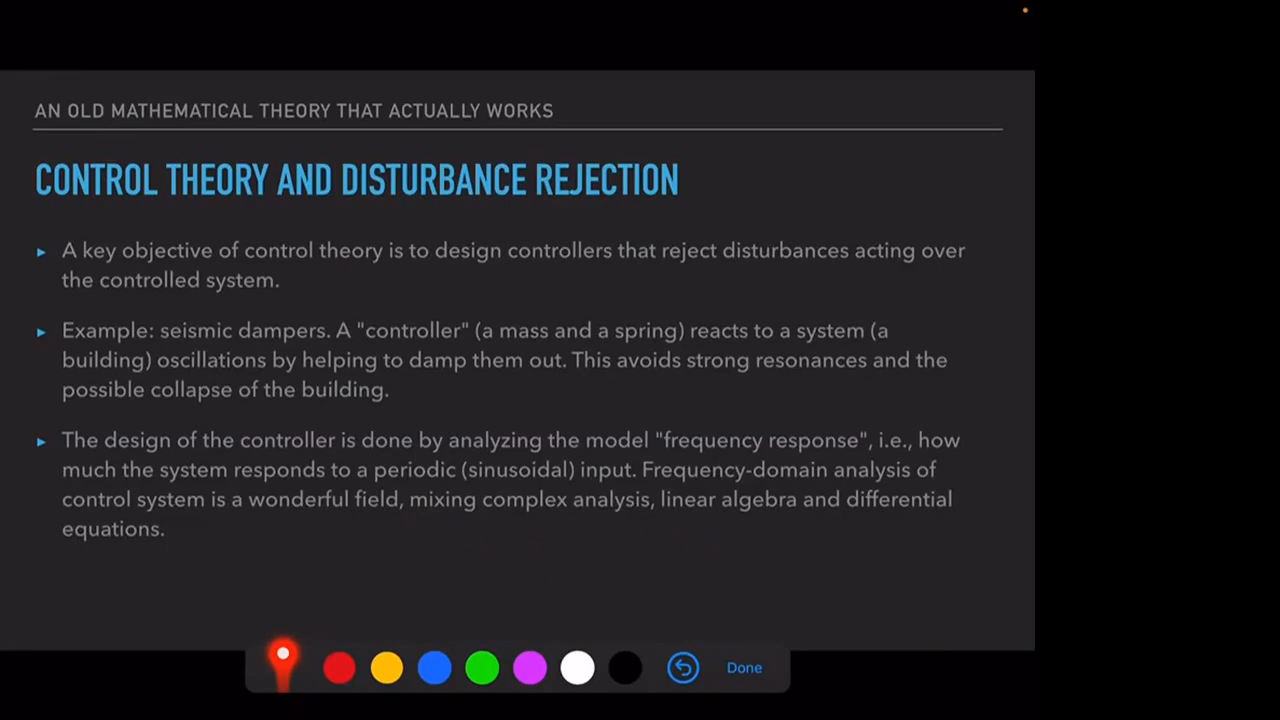 AN OLD MATHEMATICAL THEORY THAT ACTUALLY WORKS
CONTROL THEORY AND DISTURBANCE REJECTION
▸ A key objective of control theory is to design controllers that reject disturbances acting over
the controlled system.
▸ Example: seismic dampers. A "controller" (a mass and a spring) reacts to a system (a
building) oscillations by helping to damp them out. This avoids strong resonances and the
possible collapse of the building.
▸ The design of the controller is done by analyzing the model "frequency response", i.e., how
much the system responds to a periodic (sinusoidal) input. Frequency-domain analysis of
control system is a wonderful field, mixing complex analysis, linear algebra and differential
equations.
Done